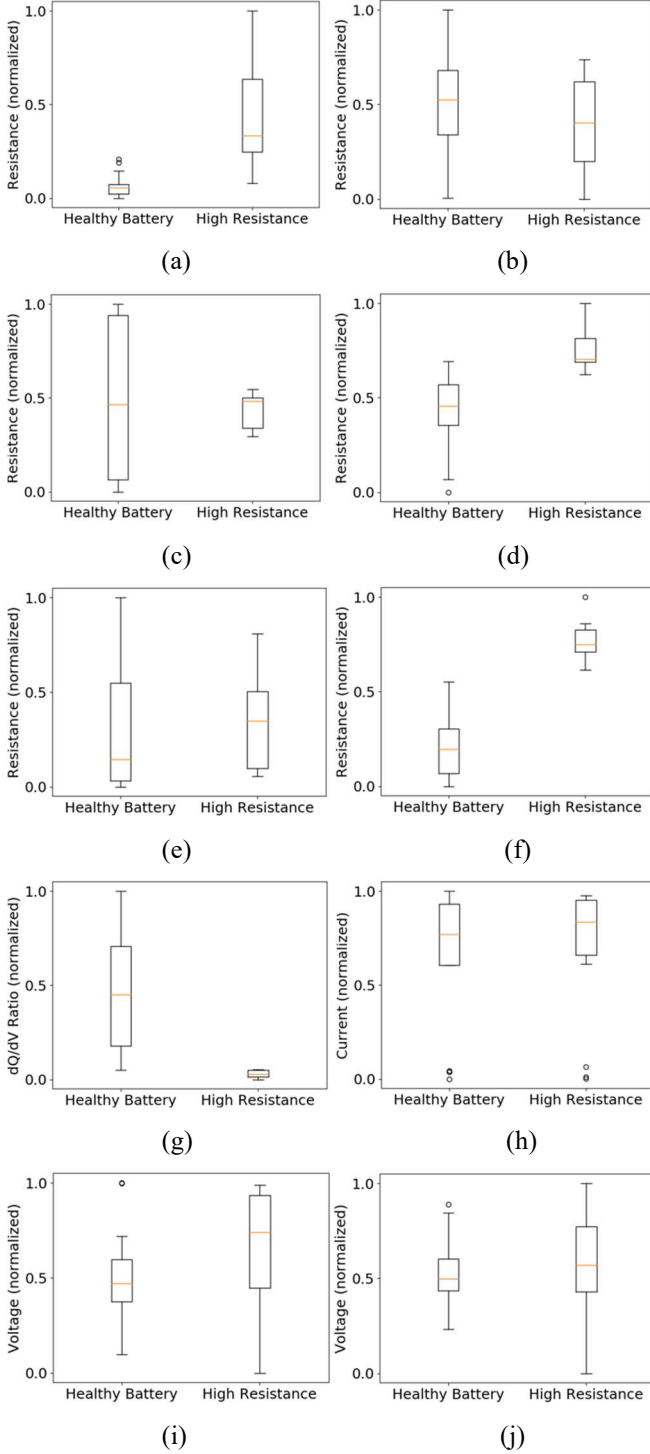 Resistance (normalized)
1.0
0.5
0.0
Healthy Battery High Resistance
(a)
Resistance (normalized)
1.0
0.5
0.0
Healthy Battery High Resistance
(b)
Resistance (normalized)
1.0
0.5
0.0
Healthy Battery High Resistance
(c)
Resistance (normalized)
1.0
0.5
0.0
Healthy Battery High Resistance
(d)
Resistance (normalized)
1.0
0.5
0.0
Healthy Battery High Resistance
(e)
Resistance (normalized)
1.0
0.5
0.0
Healthy Battery High Resistance
(f)
dQ/dV Ratio (normalized)
1.0
0.5
0.0
Healthy Battery High Resistance
(g)
Current (normalized)
1.0
0.5
0.0
Healthy Battery High Resistance
(h)
Voltage (normalized)
1.0
0.5
0.0
Healthy Battery High Resistance
(i)
Voltage (normalized)
1.0
0.5
0.0
Healthy Battery High Resistance
(j)